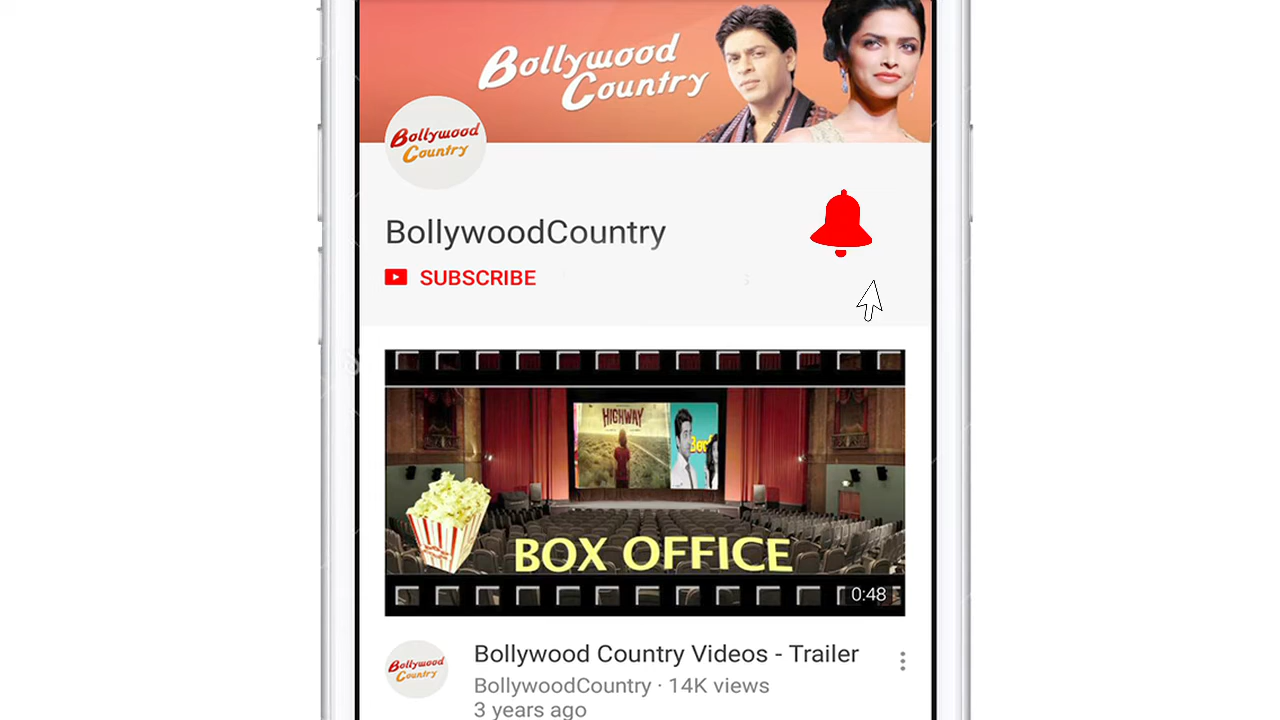 Bollywood
Country
Bollywood
Country
BollywoodCountry
SUBSCRIBE
HIGHWAY
BOX OFFICE
0:48
Bollywood Country Videos - Trailer
Bollywood
Country
BollywoodCountry · 14K views
3 years ago